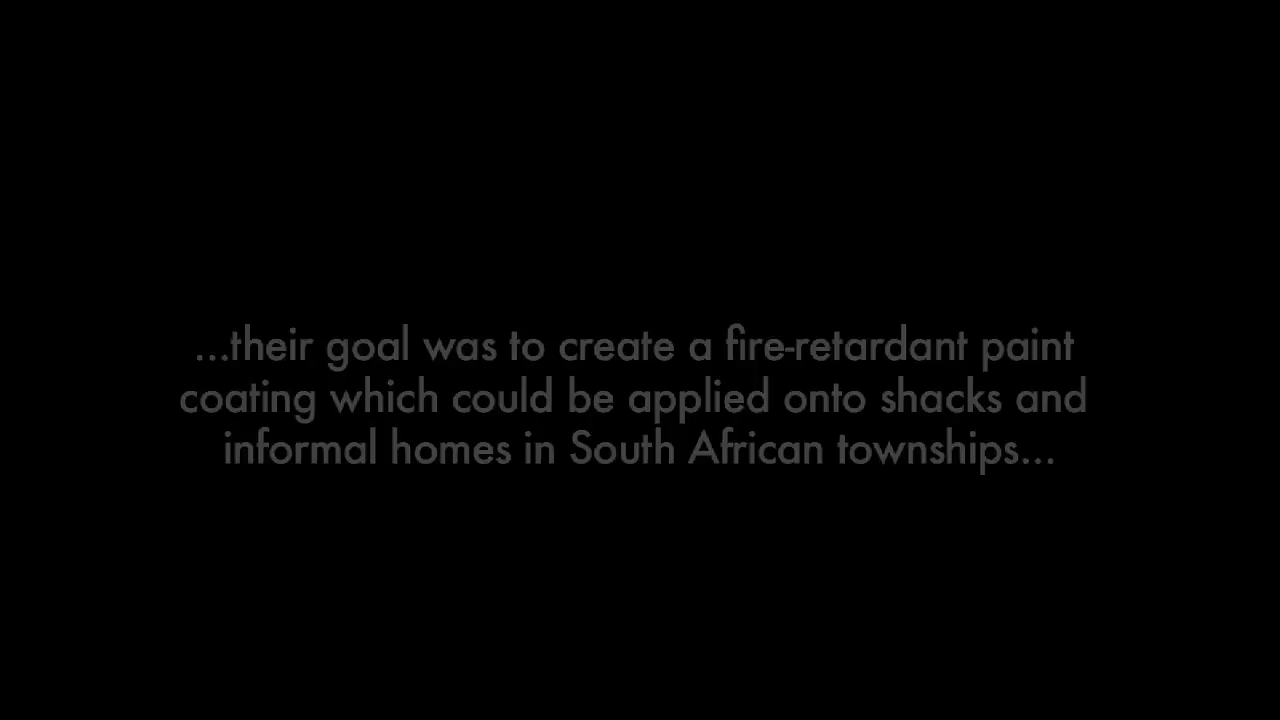 ...their goal was to create a fire-retardant paint
coating which could be applied onto shacks and
informal homes in South African townships...